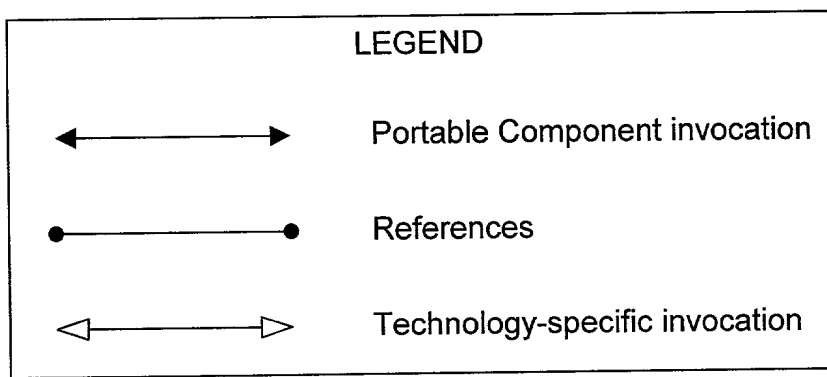 LEGEND
Portable Component invocation
References
Technology-specific invocation